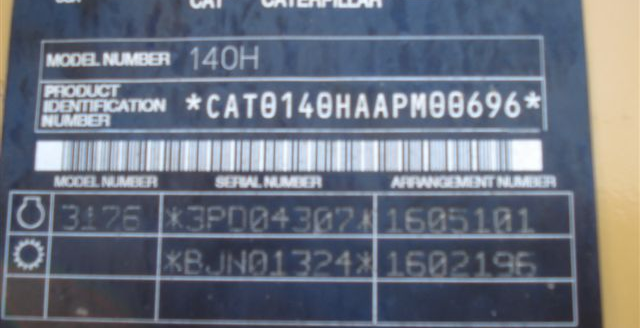 CAT CATERPILLAR
MODEL NUMBER 140H
PRODUCT
IDENTIFICATION
NUMBER
*CAT0140HAAPM00696*
MODEL NUMBER SERIAL NUMBER ARRANGEMENT NUMBER
3176 *3PD04307* 1605101
*BJN01324* 1602196